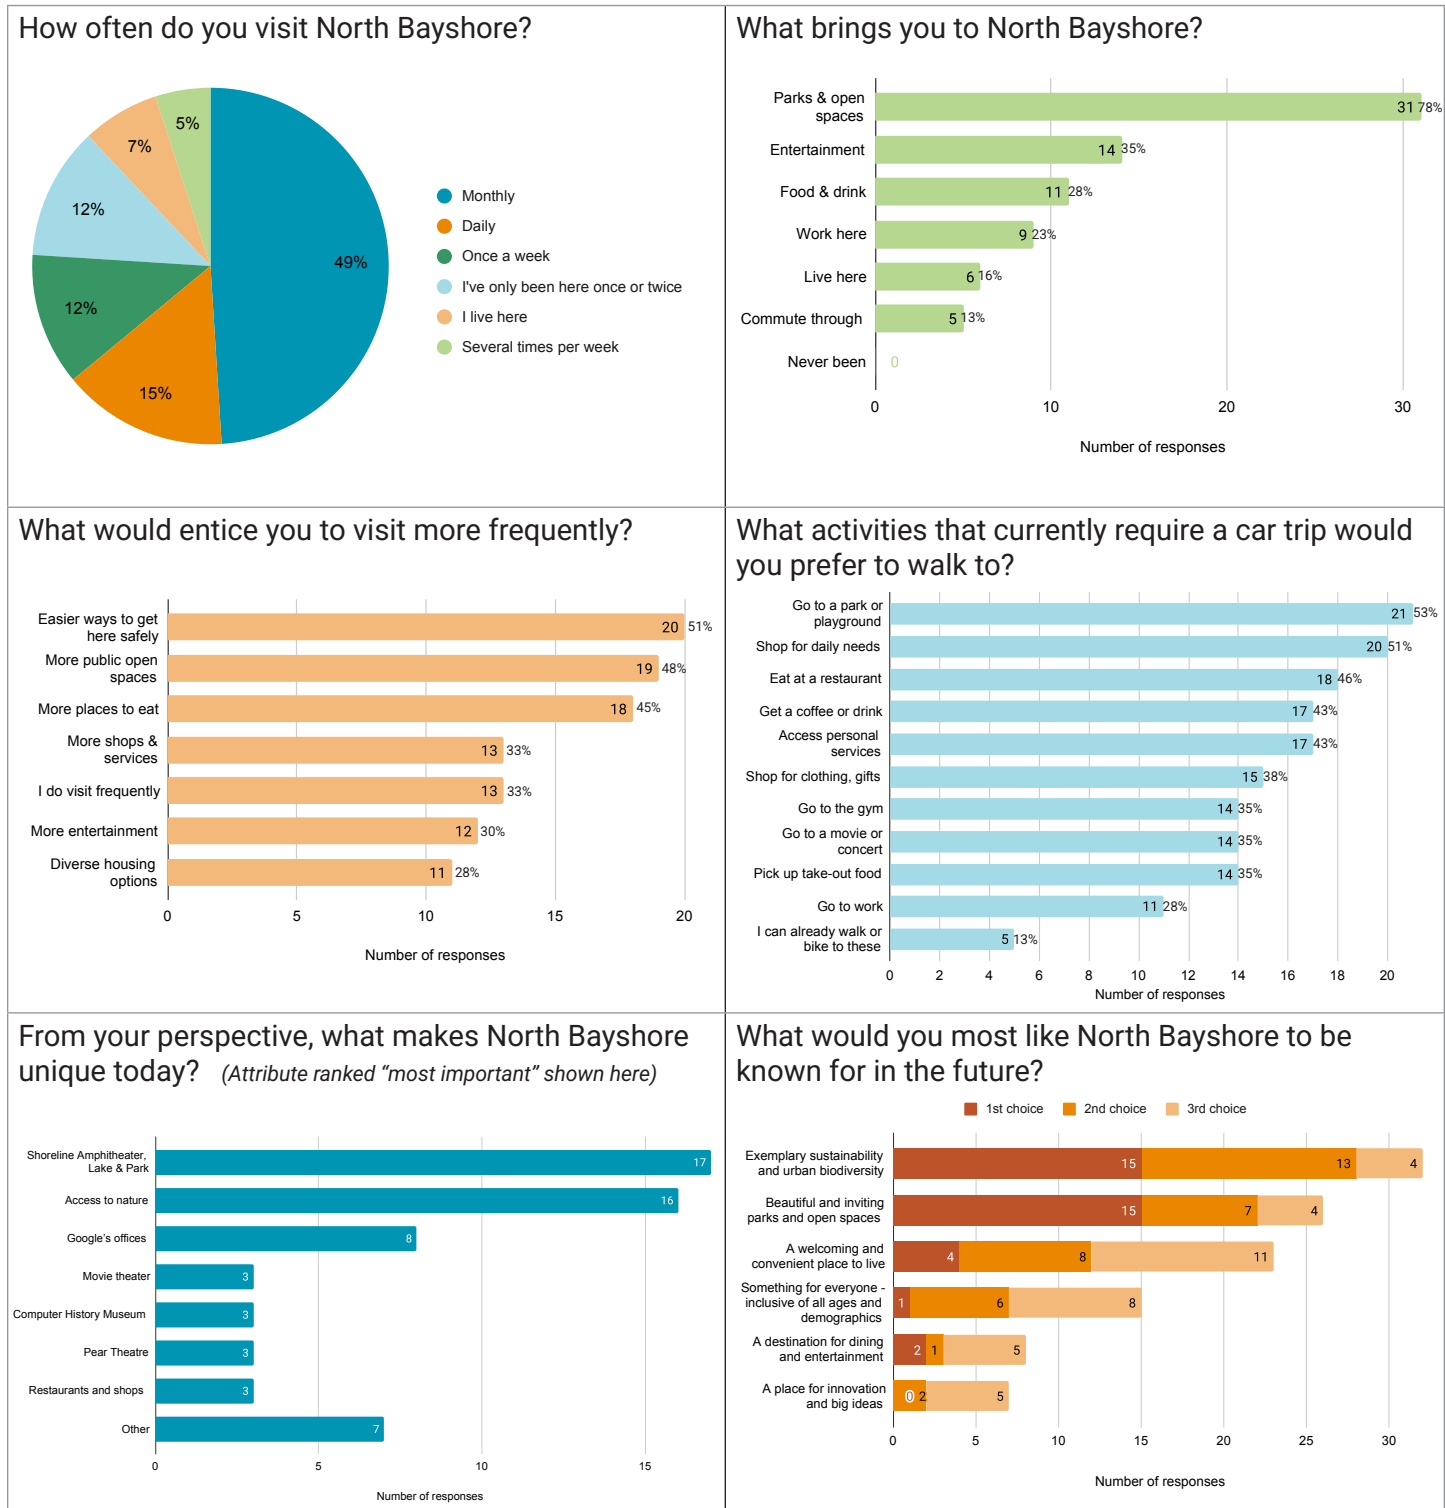 How often do you visit North Bayshore?
49%
15%
12%
12%
7%
5%
Monthly
Daily
Once a week
I've only been here once or twice
I live here
Several times per week
What brings you to North Bayshore?
Parks & open
spaces
31 78%
Entertainment
14 35%
Food & drink
11 28%
Work here
9 23%
Live here
6 16%
Commute through
5 13%
Never been
0
0 10 20 30
Number of responses
What would entice you to visit more frequently?
Easier ways to get
here safely
20 51%
More public open
spaces
19 48%
More places to eat
18 45%
More shops &
services
13 33%
I do visit frequently
13 33%
More entertainment
12 30%
Diverse housing
options
11 28%
0 5 10 15 20
Number of responses
What activities that currently require a car trip would
you prefer to walk to?
Go to a park or
playground
21 53%
Shop for daily needs
20 51%
Eat at a restaurant
18 46%
Get a coffee or drink
17 43%
Access personal
services
17 43%
Shop for clothing, gifts
15 38%
Go to the gym
14 35%
Go to a movie or
concert
14 35%
Pick up take-out food
14 35%
Go to work
11 28%
I can already walk or
bike to these
5 13%
0 2 4 6 8 10 12 14 16 18 20
Number of responses
From your perspective, what makes North Bayshore
unique today? (Attribute ranked “most important” shown here)
Shoreline Amphitheater,
Lake & Park
17
Access to nature
16
Google's offices
8
Movie theater
3
Computer History Museum
3
Pear Theatre
3
Restaurants and shops
3
Other
7
0 5 10 15
Number of responses
What would you most like North Bayshore to be
known for in the future?
1st choice 2nd choice 3rd choice
Exemplary sustainability
and urban biodiversity
15 13 4
Beautiful and inviting
parks and open spaces
15 7 4
A welcoming and
convenient place to live
4 8 11
Something for everyone -
inclusive of all ages and
demographics
1 6 8
A destination for dining
and entertainment
2 1 5
A place for innovation
and big ideas
0 2 5
0 5 10 15 20 25 30
Number of responses